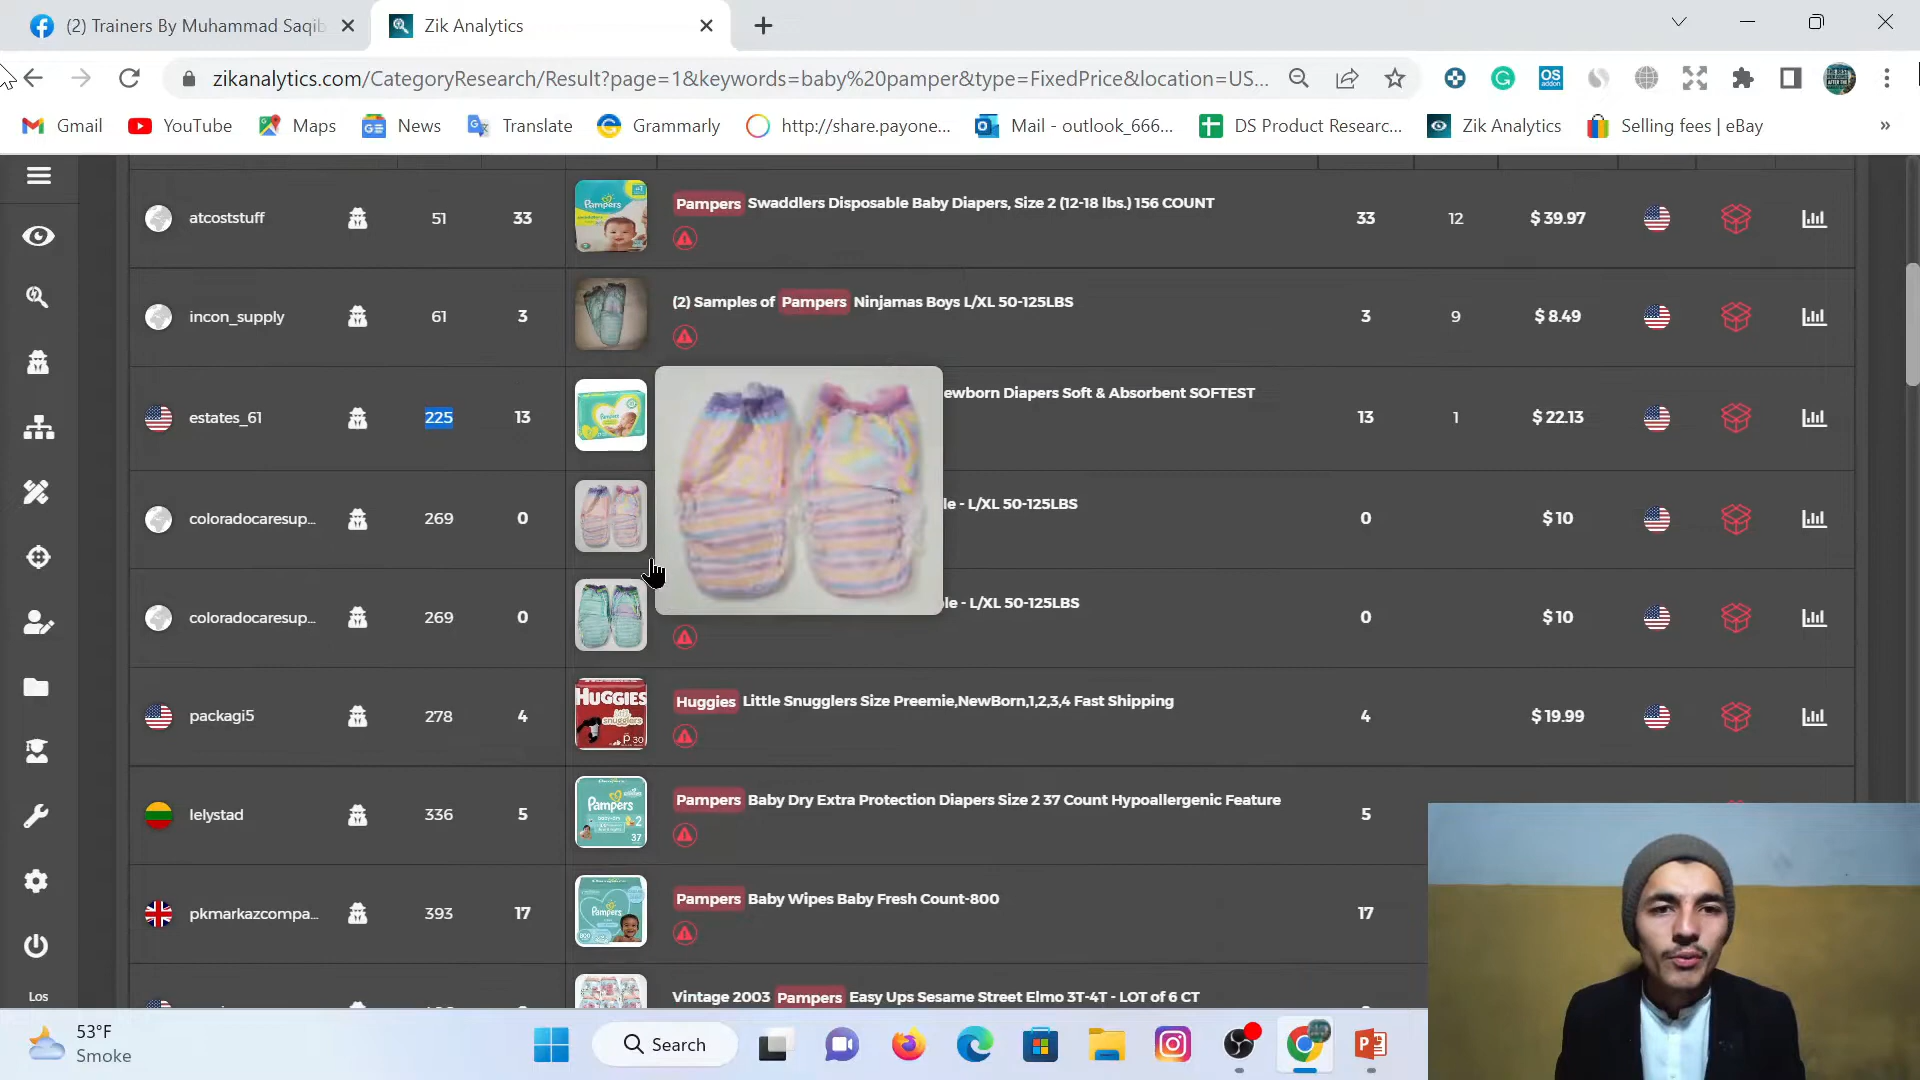 (2) Trainers By Muhammad Saqib
Zik Analytics
zikanalytics.com/CategoryResearch/Result?page=1&keywords=baby%20pamper&type=FixedPrice&location=US...
Gmail
YouTube
Maps
News
Translate
Grammarly
http://share.payone...
Mail - outlook_666...
DS Product Researc...
Zik Analytics
Selling fees | eBay
»
atcoststuff 51 33 Pampers Swaddlers Disposable Baby Diapers, Size 2 (12-18 lbs.) 156 COUNT 33 12 $ 39.97
incon_supply 61 3 (2) Samples of Pampers Ninjamas Boys L/XL 50-125LBS 3 9 $ 8.49
estates_61 225 13 ewborn Diapers Soft & Absorbent SOFTEST 13 1 $ 22.13
coloradocaresup... 269 0 le - L/XL 50-125LBS 0 $ 10
coloradocaresup... 269 0 le - L/XL 50-125LBS 0 $ 10
packagi5 278 4 Huggies Little Snugglers Size Preemie,NewBorn,1,2,3,4 Fast Shipping 4 $ 19.99
lelystad 336 5 Pampers Baby Dry Extra Protection Diapers Size 2 37 Count Hypoallergenic Feature 5
pkmarkazcompa... 393 17 Pampers Baby Wipes Baby Fresh Count-800 17
Vintage 2003 Pampers Easy Ups Sesame Street Elmo 3T-4T - LOT of 6 CT
Los
53°F
Smoke
Search